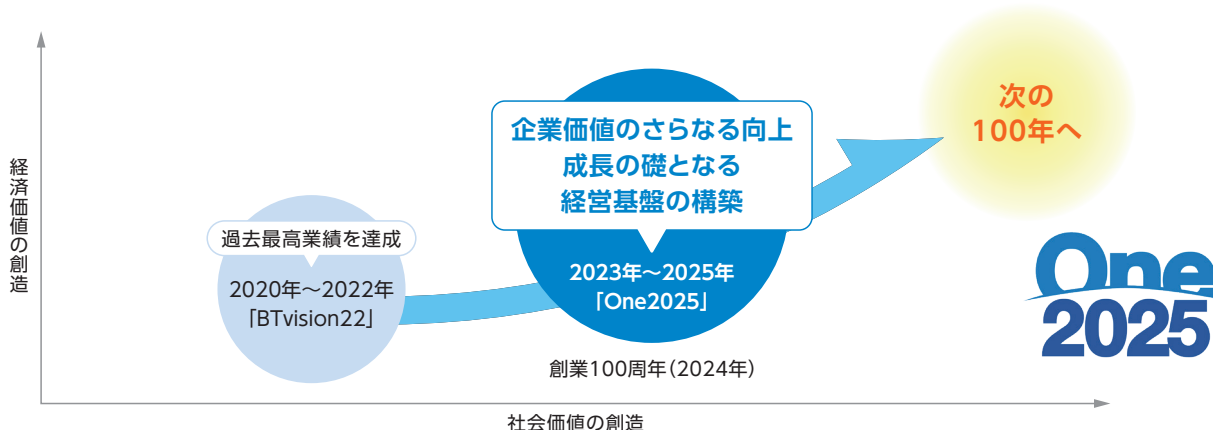 経済価値の創造
過去最高業績を達成
2020年～2022年
「BTvision22」
企業価値のさらなる向上
成長の礎となる
経営基盤の構築
2023年～2025年
「One2025」
創業100周年（2024年）
次の
100年へ
One
2025
社会価値の創造